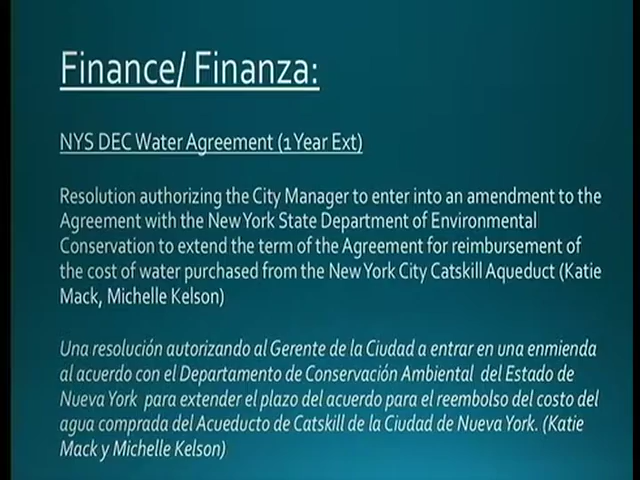 Finance/ Finanza:
NYS DEC Water Agreement (1 Year Ext)
Resolution authorizing the City Manager to enter into an amendment to the
Agreement with the New York State Department of Environmental
Conservation to extend the term of the Agreement for reimbursement of
the cost of water purchased from the New York City Catskill Aqueduct (Katie
Mack, Michelle Kelson)
Una resolución autorizando al Gerente de la Ciudad a entrar en una enmienda
al acuerdo con el Departamento de Conservación Ambiental del Estado de
Nueva York para extender el plazo del acuerdo para el reembolso del costo del
agua comprada del Acueducto de Catskill de la Ciudad de Nueva York. (Katie
Mack y Michelle Kelson)